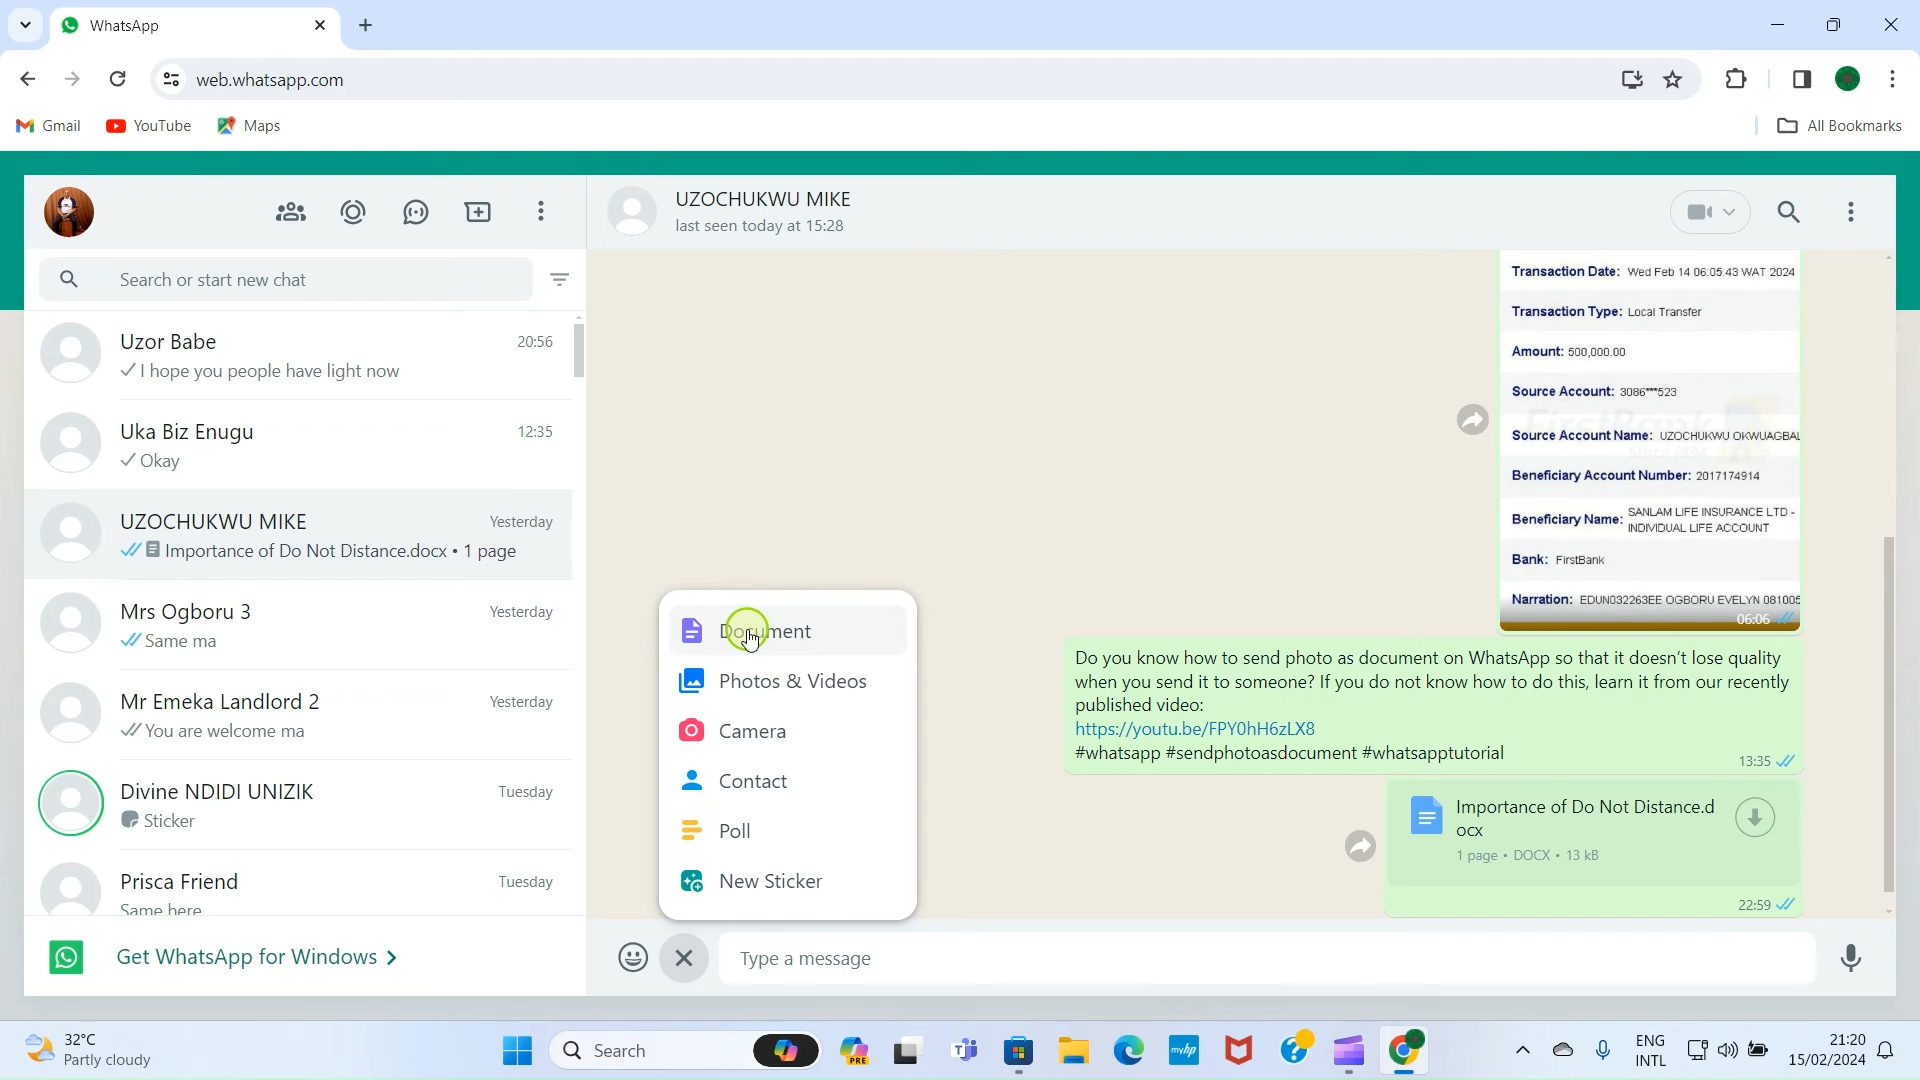 WhatsApp
web.whatsapp.com
Gmail
YouTube
Maps
All Bookmarks
UZOCHUKWU MIKE
last seen today at 15:28
Search or start new chat
Uzor Babe
20:56
I hope you people have light now
Uka Biz Enugu
12:35
Okay
UZOCHUKWU MIKE
Yesterday
Importance of Do Not Distance.docx • 1 page
Mrs Ogboru 3
Yesterday
Same ma
Mr Emeka Landlord 2
Yesterday
You are welcome ma
Divine NDIDI UNIZIK
Tuesday
Sticker
Prisca Friend
Tuesday
Same here
Get WhatsApp for Windows
Transaction Date: Wed Feb 14 06:05:43 WAT 2024
Transaction Type: Local Transfer
Amount: 500,000.00
Source Account: 3086***523
FirstBank
Since 1894
Source Account Name: UZOCHUKWU OKWUAGBAL
Beneficiary Account Number: 2017174914
Beneficiary Name: SANLAM LIFE INSURANCE LTD -
INDIVIDUAL LIFE ACCOUNT
Bank: FirstBank
Narration: EDUN032263EE OGBORU EVELYN 081005
06:06
Do you know how to send photo as document on WhatsApp so that it doesn't lose quality
when you send it to someone? If you do not know how to do this, learn it from our recently
published video:
https://youtu.be/FPY0hH6zLX8
#whatsapp #sendphotoasdocument #whatsapptutorial
13:35
Importance of Do Not Distance.d
ocx
1 page • DOCX • 13 kB
22:59
Document
Photos & Videos
Camera
Contact
Poll
New Sticker
Type a message
32°C
Partly cloudy
Search
PRE
myhp
ENG
INTL
21:20
15/02/2024